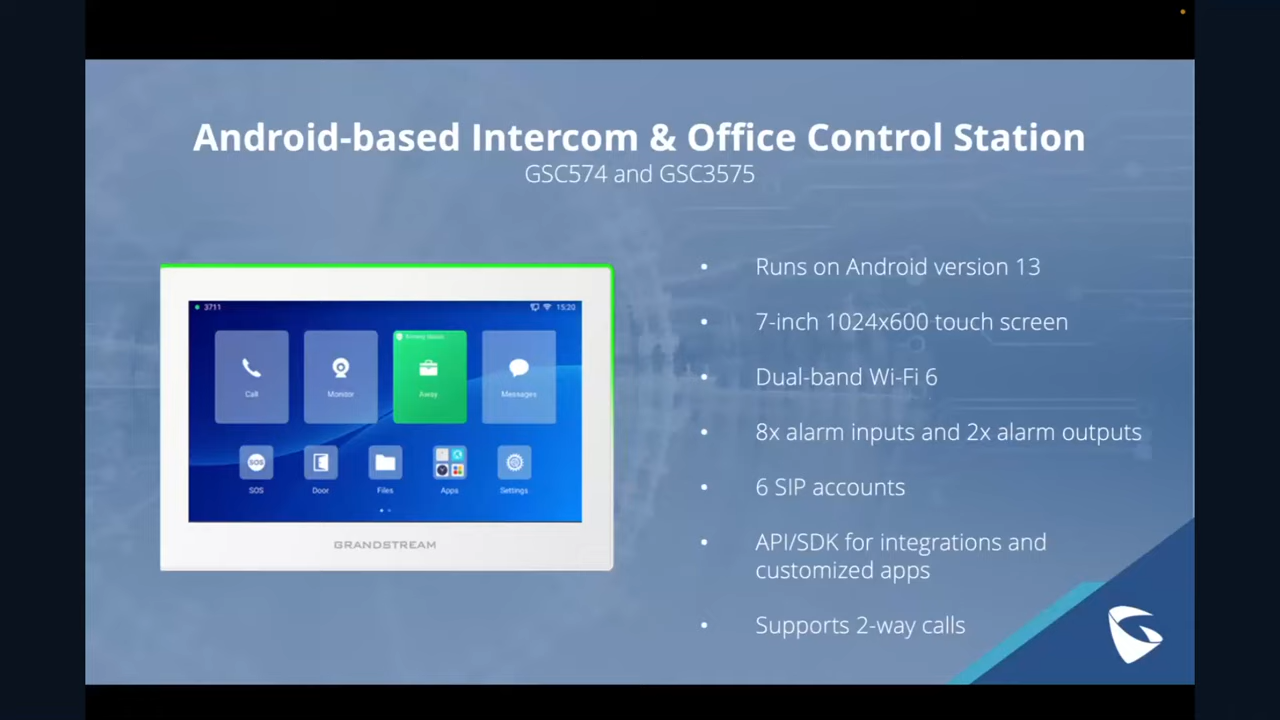 Android-based Intercom & Office Control Station
GSC574 and GSC3575
• Runs on Android version 13
• 7-inch 1024x600 touch screen
• Dual-band Wi-Fi 6
• 8x alarm inputs and 2x alarm outputs
• 6 SIP accounts
• API/SDK for integrations and
customized apps
• Supports 2-way calls
3711
15:20
Call
Monitor
Away
Messages
SOS
SOS
Door
Files
Apps
Settings
GRANDSTREAM